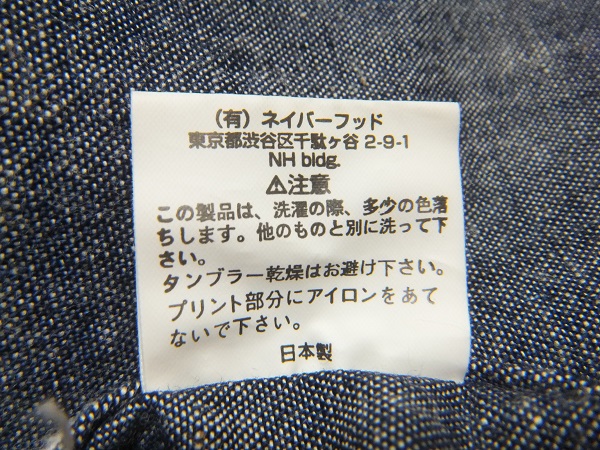 （有）ネイバーフッド
東京都渋谷区千駄ヶ谷 2-9-1
NH bldg.
⚠注意
この製品は、洗濯の際、多少の色落
ちします。他のものと別に洗って下
さい。
タンブラー乾燥はお避け下さい。
プリント部分にアイロンをあて
ないで下さい。
日本製